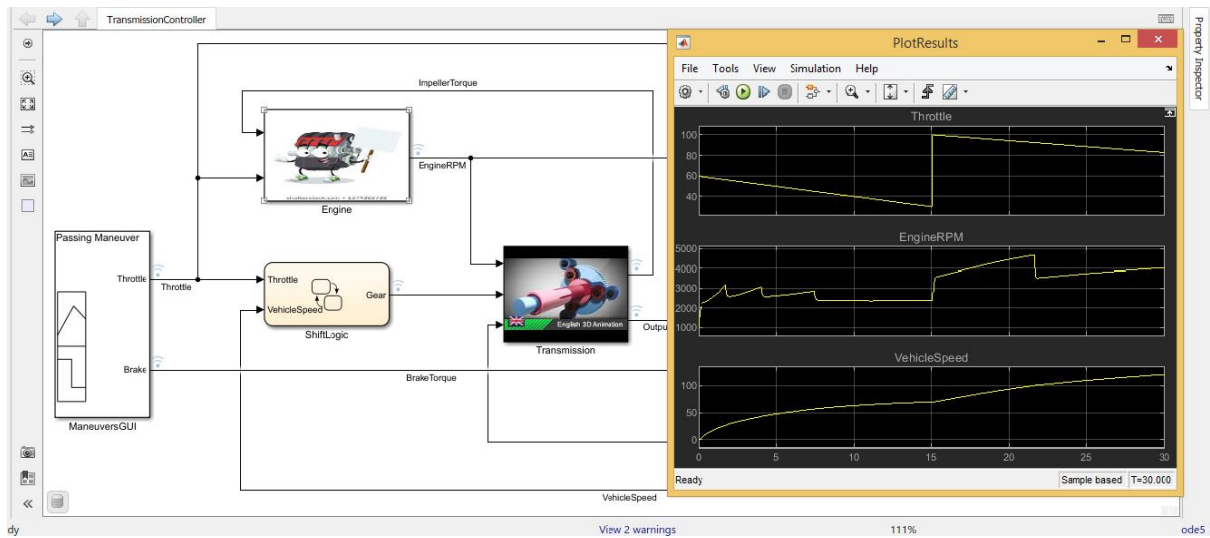 TransmissionController
ImpellerTorque
EngineRPM
Engine
Passing Maneuver
Throttle
Brake
ManeuversGUI
Throttle
Throttle
VehicleSpeed
Gear
ShiftLogic
English 3D Animation
Transmission
Outpu
BrakeTorque
VehicleSpeed
PlotResults
File Tools View Simulation Help
Throttle
100
80
60
40
EngineRPM
5000
4000
3000
2000
1000
VehicleSpeed
100
50
0
0 5 10 15 20 25 30
Ready Sample based T=30.000
Property Inspector
dy View 2 warnings 111% ode5